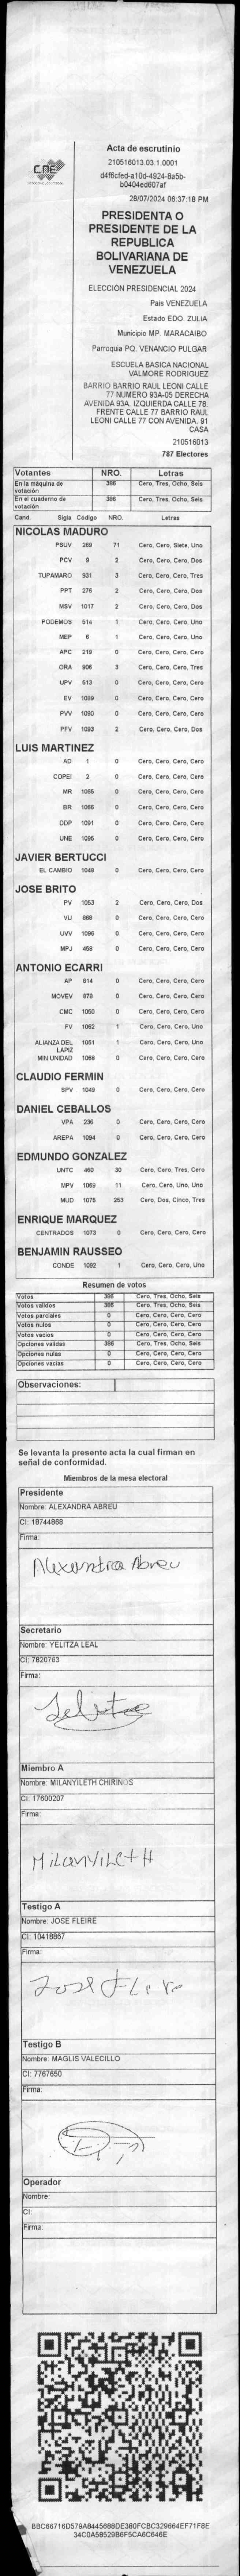 CNE
Acta de escrutinio
210516013.03.1.0001
d4f6cfed-a10d-4924-8a5b-
b0404ed607af
28/07/2024 06:37:18 PM
PRESIDENTA O
PRESIDENTE DE LA
REPUBLICA
BOLIVARIANA DE
VENEZUELA
ELECCIÓN PRESIDENCIAL 2024
Pais VENEZUELA
Estado EDO. ZULIA
Municipio MP. MARACAIBO
Parroquia PQ. VENANCIO PULGAR
ESCUELA BASICA NACIONAL
VALMORE RODRIGUEZ
BARRIO BARRIO RAUL LEONI CALLE
77 NUMERO 93A-05 DERECHA
AVENIDA 93A. IZQUIERDA CALLE 78.
FRENTE CALLE 77 BARRIO RAUL
LEONI CALLE 77 CON AVENIDA. 91
CASA
210516013
787 Electores
Votantes NRO. Letras
En la máquina de votación 386 Cero, Tres, Ocho, Seis
En el cuaderno de votación 386 Cero, Tres, Ocho, Seis
Cand. Sigla Código NRO. Letras
NICOLAS MADURO
PSUV 269 71 Cero, Cero, Siete, Uno
PCV 9 2 Cero, Cero, Cero, Dos
TUPAMARO 931 3 Cero, Cero, Cero, Tres
PPT 276 2 Cero, Cero, Cero, Dos
MSV 1017 2 Cero, Cero, Cero, Dos
PODEMOS 514 1 Cero, Cero, Cero, Uno
MEP 6 1 Cero, Cero, Cero, Uno
APC 219 0 Cero, Cero, Cero, Cero
ORA 906 3 Cero, Cero, Cero, Tres
UPV 513 0 Cero, Cero, Cero, Cero
EV 1089 0 Cero, Cero, Cero, Cero
PVV 1090 0 Cero, Cero, Cero, Cero
PFV 1093 2 Cero, Cero, Cero, Dos
LUIS MARTINEZ
AD 1 0 Cero, Cero, Cero, Cero
COPEI 2 0 Cero, Cero, Cero, Cero
MR 1065 0 Cero, Cero, Cero, Cero
BR 1066 0 Cero, Cero, Cero, Cero
DDP 1091 0 Cero, Cero, Cero, Cero
UNE 1095 0 Cero, Cero, Cero, Cero
JAVIER BERTUCCI
EL CAMBIO 1048 0 Cero, Cero, Cero, Cero
JOSE BRITO
PV 1053 2 Cero, Cero, Cero, Dos
VU 868 0 Cero, Cero, Cero, Cero
UVV 1096 0 Cero, Cero, Cero, Cero
MPJ 458 0 Cero, Cero, Cero, Cero
ANTONIO ECARRI
AP 814 0 Cero, Cero, Cero, Cero
MOVEV 879 0 Cero, Cero, Cero, Cero
CMC 1050 0 Cero, Cero, Cero, Cero
FV 1062 1 Cero, Cero, Cero, Uno
ALIANZA DEL LAPIZ 1051 1 Cero, Cero, Cero, Uno
MIN UNIDAD 1068 0 Cero, Cero, Cero, Cero
CLAUDIO FERMIN
SPV 1049 0 Cero, Cero, Cero, Cero
DANIEL CEBALLOS
VPA 236 0 Cero, Cero, Cero, Cero
AREPA 1094 0 Cero, Cero, Cero, Cero
EDMUNDO GONZALEZ
UNTC 460 30 Cero, Cero, Tres, Cero
MPV 1069 11 Cero, Cero, Uno, Uno
MUD 1075 253 Cero, Dos, Cinco, Tres
ENRIQUE MARQUEZ
CENTRADOS 1073 0 Cero, Cero, Cero, Cero
BENJAMIN RAUSSEO
CONDE 1092 1 Cero, Cero, Cero, Uno
Resumen de votos
Votos 386 Cero, Tres, Ocho, Seis
Votos validos 386 Cero, Tres, Ocho, Seis
Votos parciales 0 Cero, Cero, Cero, Cero
Votos nulos 0 Cero, Cero, Cero, Cero
Votos vacios 0 Cero, Cero, Cero, Cero
Opciones validas 386 Cero, Tres, Ocho, Seis
Opciones nulas 0 Cero, Cero, Cero, Cero
Opciones vacias 0 Cero, Cero, Cero, Cero
Observaciones:
Se levanta la presente acta la cual firman en
señal de conformidad.
Miembros de la mesa electoral
Presidente
Nombre: ALEXANDRA ABREU
CI: 18744868
Firma:
Alexandra Abreu
Secretario
Nombre: YELITZA LEAL
CI: 7820763
Firma:
Miembro A
Nombre: MILANYILETH CHIRINOS
CI: 17600207
Firma:
MILANYILETH
Testigo A
Nombre: JOSE FLEIRE
CI: 10418867
Firma:
Testigo B
Nombre: MAGLIS VALECILLO
CI: 7767650
Firma:
Operador
Nombre:
CI:
Firma:
BBC66716D579A8445688DE380FCBC329664EF71F8E
34C0A58529B6F5CA6C646E